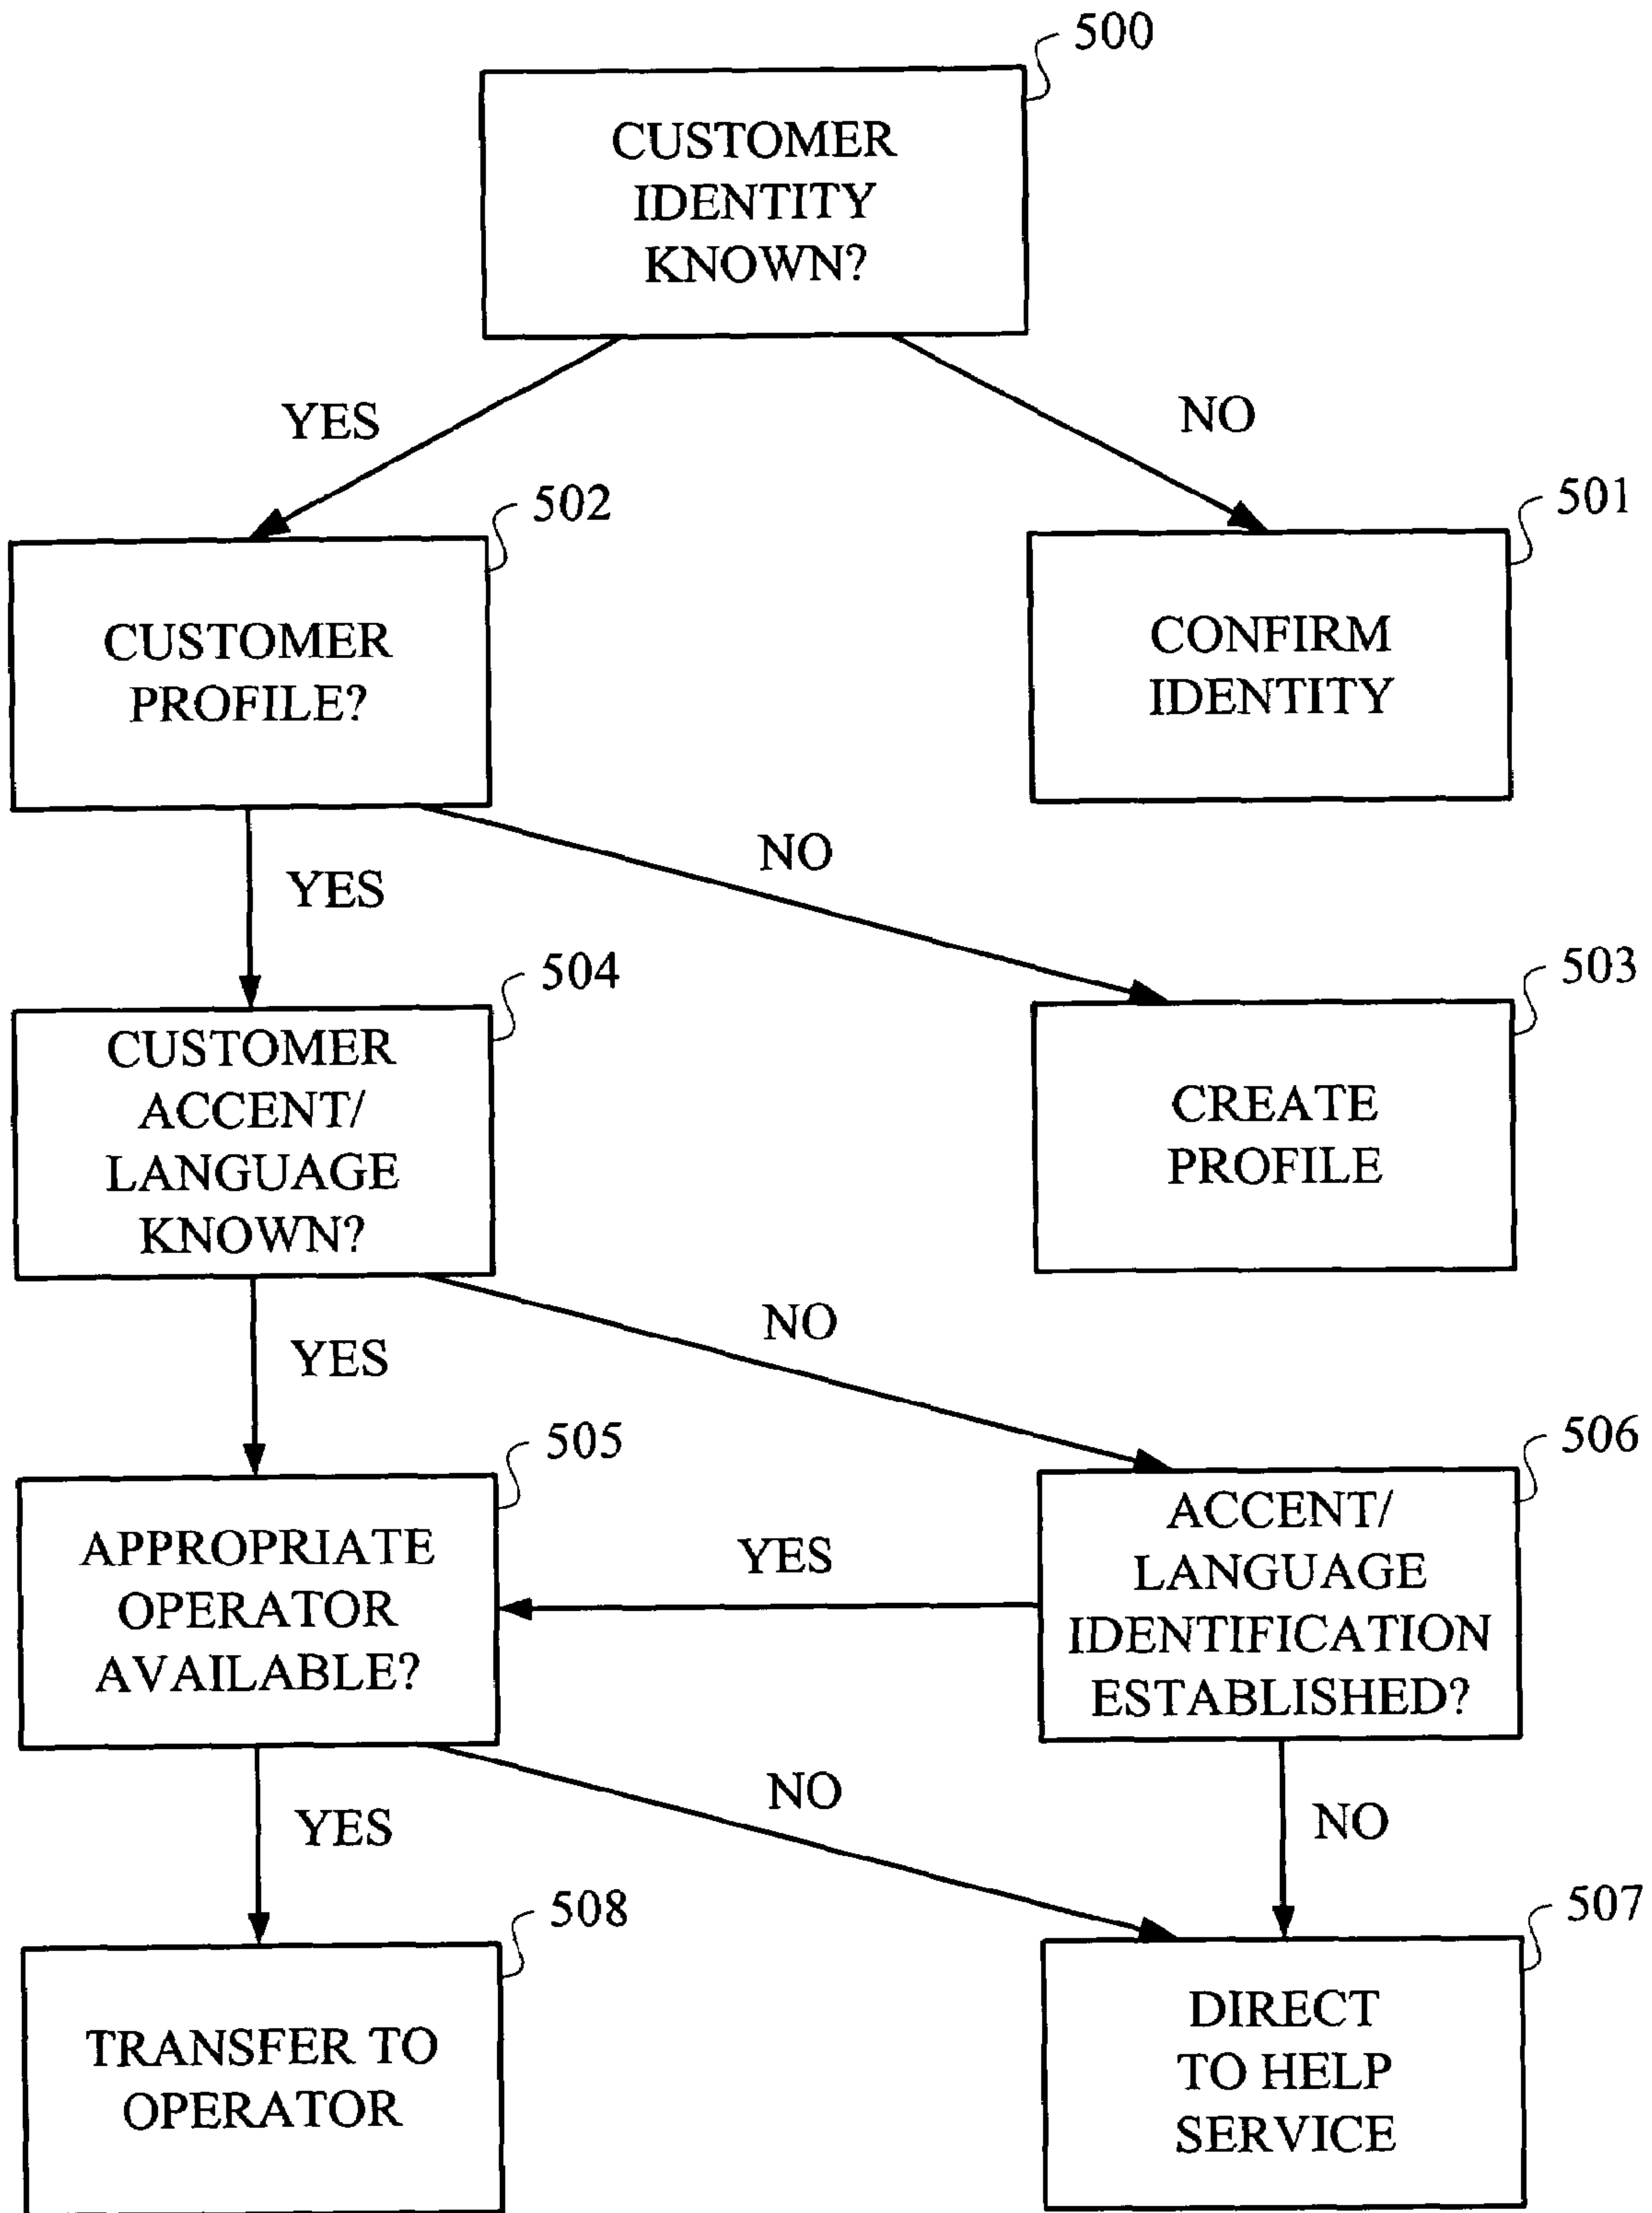 500
CUSTOMER
IDENTITY
KNOWN?
YES
NO
502
501
CUSTOMER
PROFILE?
CONFIRM
IDENTITY
YES
NO
504
503
CUSTOMER
ACCENT/
LANGUAGE
KNOWN?
CREATE
PROFILE
YES
NO
505
506
APPROPRIATE
OPERATOR
AVAILABLE?
YES
ACCENT/
LANGUAGE
IDENTIFICATION
ESTABLISHED?
YES
NO
NO
508
507
TRANSFER TO
OPERATOR
DIRECT
TO HELP
SERVICE